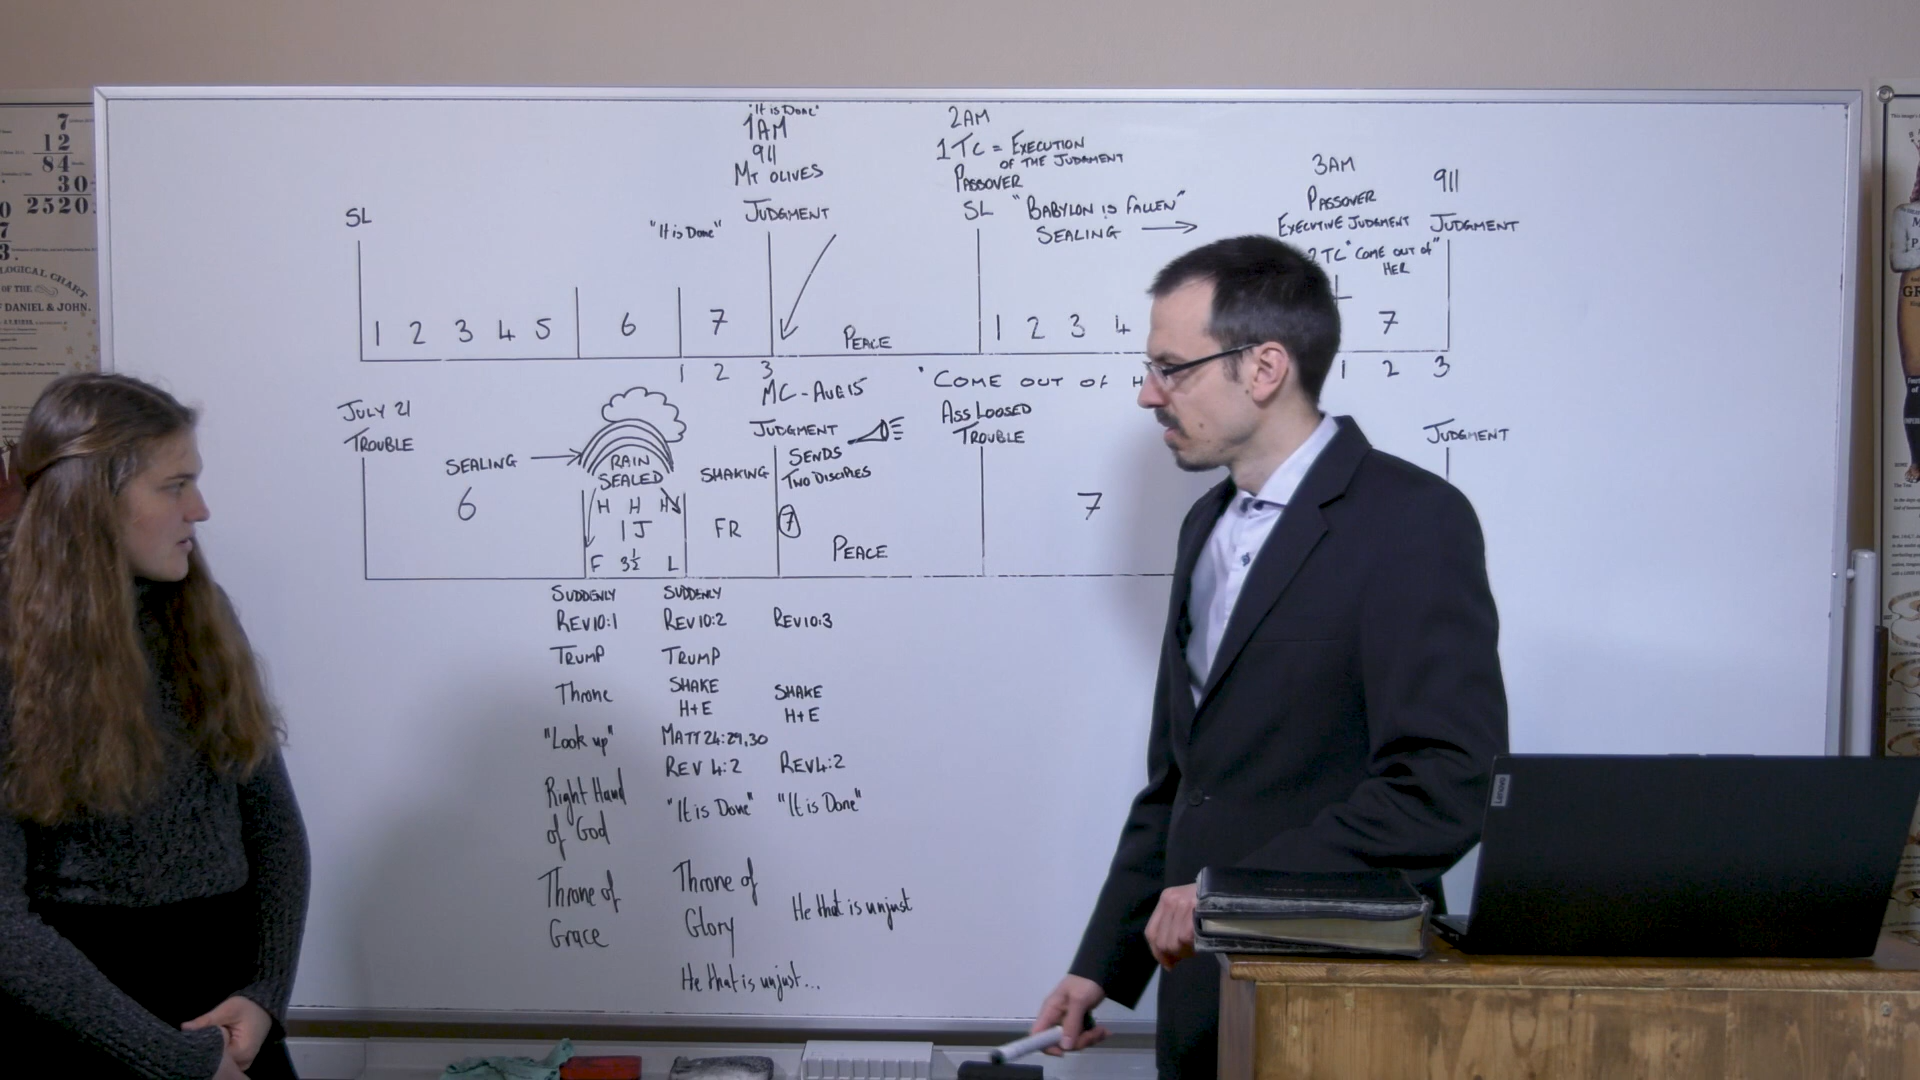 "It is Done"
1AM
911
MT OLIVES
JUDGMENT
2AM
1 TC = EXECUTION
OF THE JUDGMENT
PASSOVER
SL "BABYLON IS FALLEN"
SEALING
3AM
PASSOVER
EXECUTIVE JUDGMENT
2 TC "COME OUT OF"
HER
911
JUDGMENT
SL
"It is Done"
1 2 3 4 5 6 7
PEACE
1 2 3 4
7
1 2 3
1 2 3
MC - AUG 15
"COME OUT OF H
JULY 21
TROUBLE
SEALING
6
RAIN
SEALED
H H H
1 J
F 3½ L
SHAKING
FR
JUDGMENT
SENDS
TWO DISCIPLES
7
PEACE
ASS LOOSED
TROUBLE
7
JUDGMENT
SUDDENLY SUDDENLY
REV 10:1 REV 10:2 REV 10:3
TRUMP TRUMP
Throne SHAKE SHAKE
H+E H+E
"Look up" MATT 24:29,30
REV 4:2 REV 4:2
Right Hand
of God
"It is Done" "It is Done"
Throne of
Grace
Throne of
Glory
He that is unjust
He that is unjust...
7
12
84
30
2520
OF THE
DANIEL & JOHN.
Lenovo